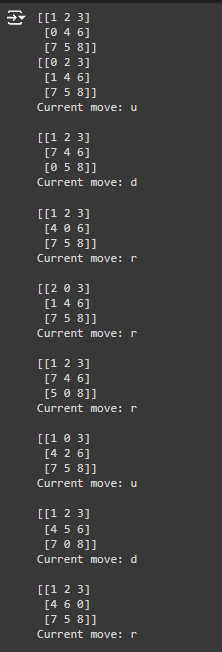 [[1 2 3]
[0 4 6]
[7 5 8]]
[[0 2 3]
[1 4 6]
[7 5 8]]
Current move: u
[[1 2 3]
[7 4 6]
[0 5 8]]
Current move: d
[[1 2 3]
[4 0 6]
[7 5 8]]
Current move: r
[[2 0 3]
[1 4 6]
[7 5 8]]
Current move: r
[[1 2 3]
[7 4 6]
[5 0 8]]
Current move: r
[[1 0 3]
[4 2 6]
[7 5 8]]
Current move: u
[[1 2 3]
[4 5 6]
[7 0 8]]
Current move: d
[[1 2 3]
[4 6 0]
[7 5 8]]
Current move: r